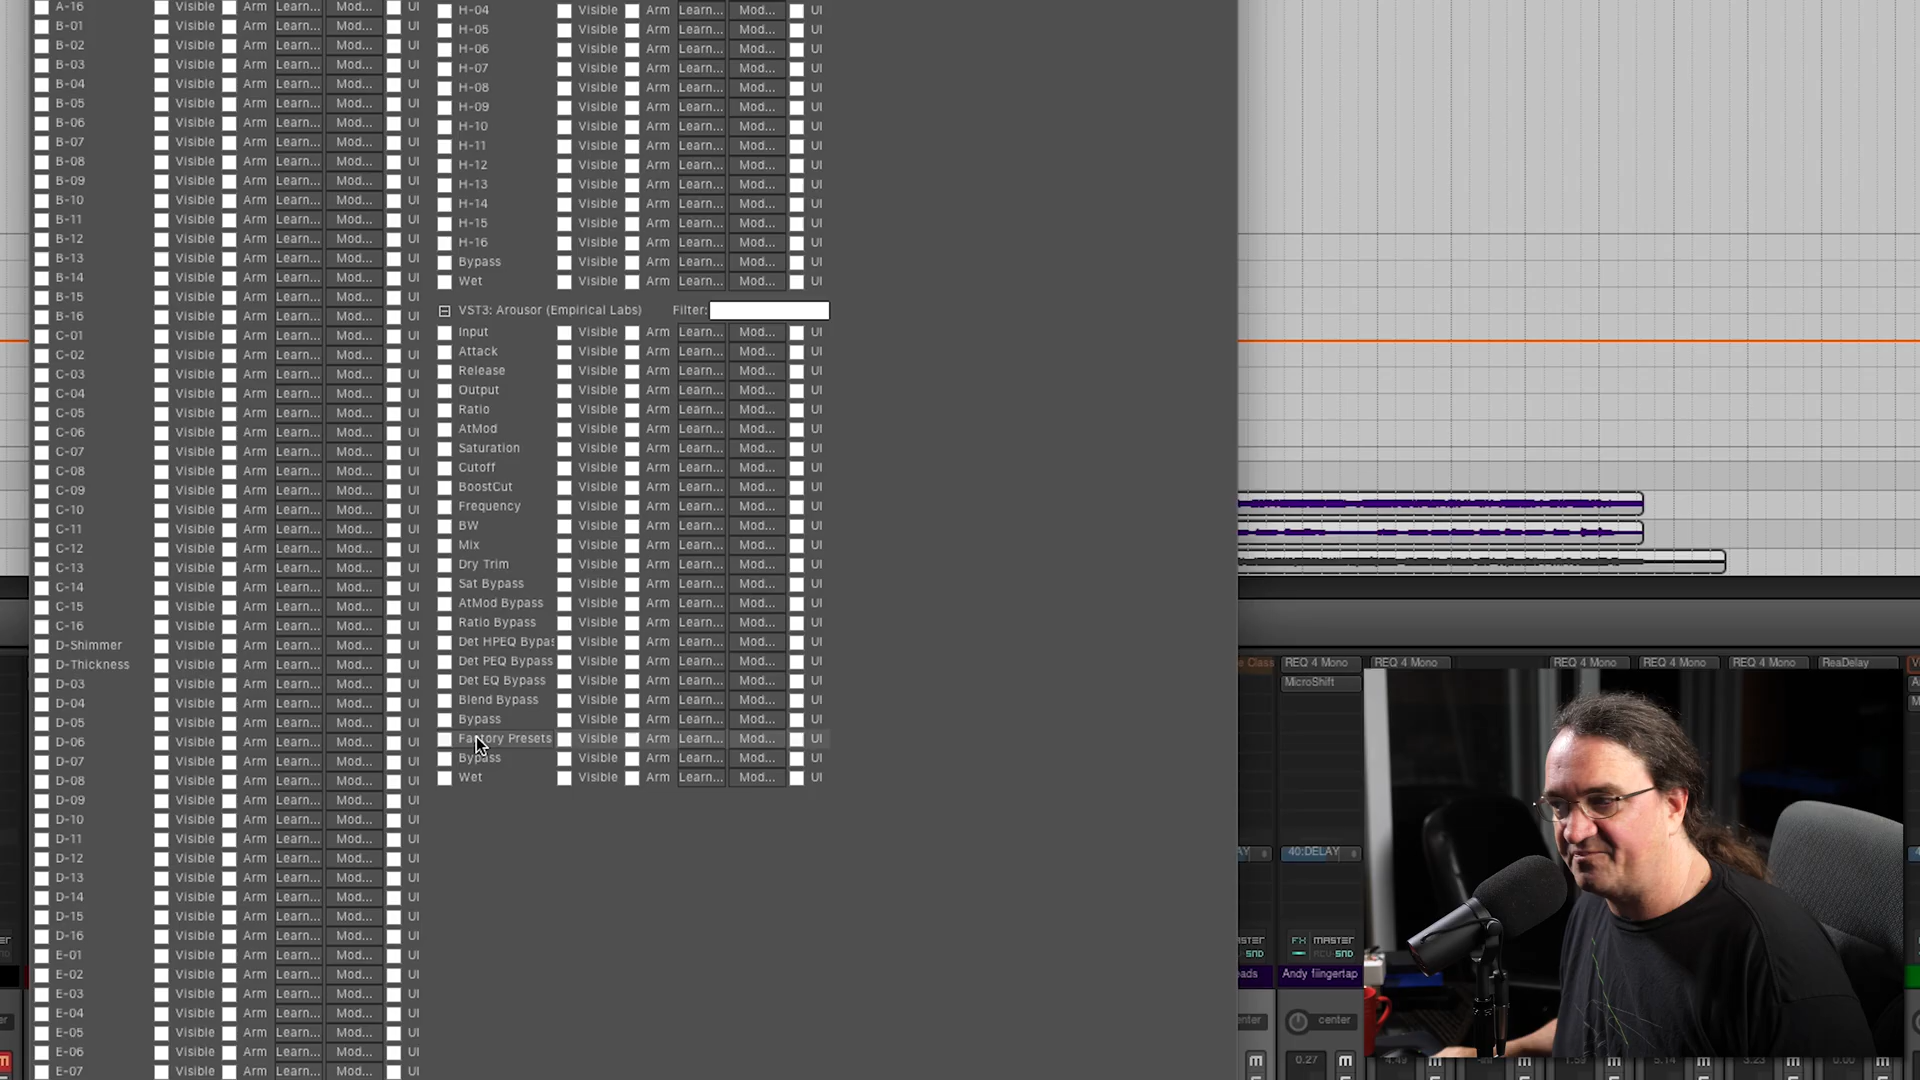 A-16 Visible Arm Learn... Mod... UI
B-01 Visible Arm Learn... Mod... UI
B-02 Visible Arm Learn... Mod... UI
B-03 Visible Arm Learn... Mod... UI
B-04 Visible Arm Learn... Mod... UI
B-05 Visible Arm Learn... Mod... UI
B-06 Visible Arm Learn... Mod... UI
B-07 Visible Arm Learn... Mod... UI
B-08 Visible Arm Learn... Mod... UI
B-09 Visible Arm Learn... Mod... UI
B-10 Visible Arm Learn... Mod... UI
B-11 Visible Arm Learn... Mod... UI
B-12 Visible Arm Learn... Mod... UI
B-13 Visible Arm Learn... Mod... UI
B-14 Visible Arm Learn... Mod... UI
B-15 Visible Arm Learn... Mod... UI
B-16 Visible Arm Learn... Mod... UI
C-01 Visible Arm Learn... Mod... UI
C-02 Visible Arm Learn... Mod... UI
C-03 Visible Arm Learn... Mod... UI
C-04 Visible Arm Learn... Mod... UI
C-05 Visible Arm Learn... Mod... UI
C-06 Visible Arm Learn... Mod... UI
C-07 Visible Arm Learn... Mod... UI
C-08 Visible Arm Learn... Mod... UI
C-09 Visible Arm Learn... Mod... UI
C-10 Visible Arm Learn... Mod... UI
C-11 Visible Arm Learn... Mod... UI
C-12 Visible Arm Learn... Mod... UI
C-13 Visible Arm Learn... Mod... UI
C-14 Visible Arm Learn... Mod... UI
C-15 Visible Arm Learn... Mod... UI
C-16 Visible Arm Learn... Mod... UI
D-Shimmer Visible Arm Learn... Mod... UI
D-Thickness Visible Arm Learn... Mod... UI
D-03 Visible Arm Learn... Mod... UI
D-04 Visible Arm Learn... Mod... UI
D-05 Visible Arm Learn... Mod... UI
D-06 Visible Arm Learn... Mod... UI
D-07 Visible Arm Learn... Mod... UI
D-08 Visible Arm Learn... Mod... UI
D-09 Visible Arm Learn... Mod... UI
D-10 Visible Arm Learn... Mod... UI
D-11 Visible Arm Learn... Mod... UI
D-12 Visible Arm Learn... Mod... UI
D-13 Visible Arm Learn... Mod... UI
D-14 Visible Arm Learn... Mod... UI
D-15 Visible Arm Learn... Mod... UI
D-16 Visible Arm Learn... Mod... UI
E-01 Visible Arm Learn... Mod... UI
E-02 Visible Arm Learn... Mod... UI
E-03 Visible Arm Learn... Mod... UI
E-04 Visible Arm Learn... Mod... UI
E-05 Visible Arm Learn... Mod... UI
E-06 Visible Arm Learn... Mod... UI
E-07 Visible Arm Learn... Mod... UI
H-04 Visible Arm Learn... Mod... UI
H-05 Visible Arm Learn... Mod... UI
H-06 Visible Arm Learn... Mod... UI
H-07 Visible Arm Learn... Mod... UI
H-08 Visible Arm Learn... Mod... UI
H-09 Visible Arm Learn... Mod... UI
H-10 Visible Arm Learn... Mod... UI
H-11 Visible Arm Learn... Mod... UI
H-12 Visible Arm Learn... Mod... UI
H-13 Visible Arm Learn... Mod... UI
H-14 Visible Arm Learn... Mod... UI
H-15 Visible Arm Learn... Mod... UI
H-16 Visible Arm Learn... Mod... UI
Bypass Visible Arm Learn... Mod... UI
Wet Visible Arm Learn... Mod... UI
VST3: Arousor (Empirical Labs) Filter:
Input Visible Arm Learn... Mod... UI
Attack Visible Arm Learn... Mod... UI
Release Visible Arm Learn... Mod... UI
Output Visible Arm Learn... Mod... UI
Ratio Visible Arm Learn... Mod... UI
AtMod Visible Arm Learn... Mod... UI
Saturation Visible Arm Learn... Mod... UI
Cutoff Visible Arm Learn... Mod... UI
BoostCut Visible Arm Learn... Mod... UI
Frequency Visible Arm Learn... Mod... UI
BW Visible Arm Learn... Mod... UI
Mix Visible Arm Learn... Mod... UI
Dry Trim Visible Arm Learn... Mod... UI
Sat Bypass Visible Arm Learn... Mod... UI
AtMod Bypass Visible Arm Learn... Mod... UI
Ratio Bypass Visible Arm Learn... Mod... UI
Det HPEQ Bypas Visible Arm Learn... Mod... UI
Det PEQ Bypass Visible Arm Learn... Mod... UI
Det EQ Bypass Visible Arm Learn... Mod... UI
Blend Bypass Visible Arm Learn... Mod... UI
Bypass Visible Arm Learn... Mod... UI
Factory Presets Visible Arm Learn... Mod... UI
Bypass Visible Arm Learn... Mod... UI
Wet Visible Arm Learn... Mod... UI
e Class REQ 4 Mono REQ 4 Mono REQ 4 Mono REQ 4 Mono REQ 4 Mono ReaDelay
MicroShift
40:DELAY
FX MASTER
SND
eads Andy fiingertap
enter center
m 0.27 m 4.49 m m 1.59 m 5.14 m 3.23 m 0.00